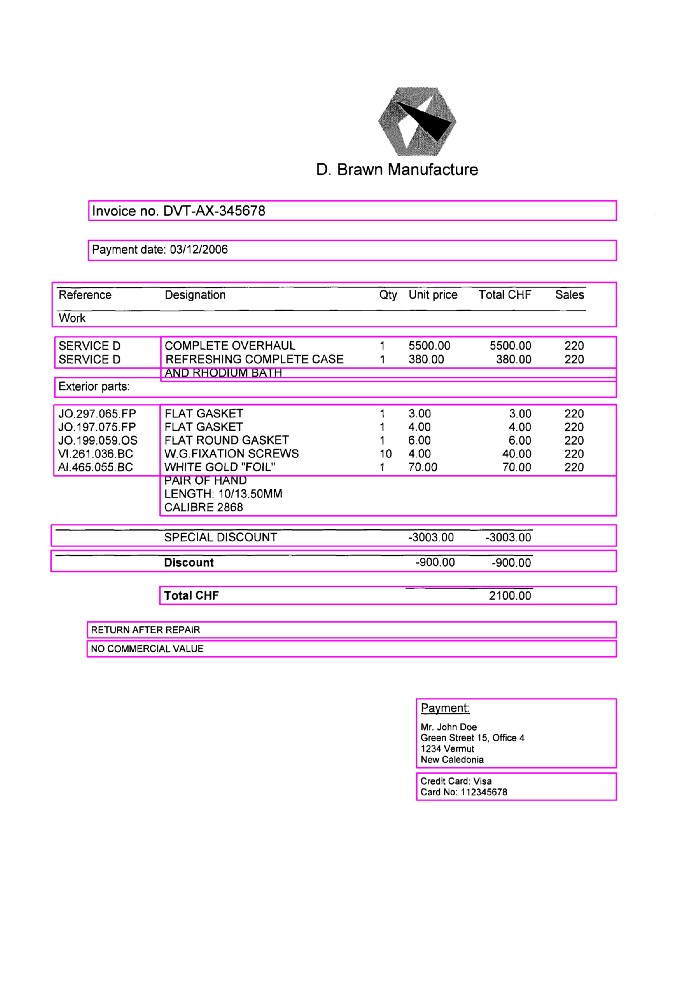 D. Brawn Manufacture
Invoice no. DVT-AX-345678
Payment date: 03/12/2006
Reference Designation Qty Unit price Total CHF Sales
Work
SERVICE D COMPLETE OVERHAUL 1 5500.00 5500.00 220
SERVICE D REFRESHING COMPLETE CASE 1 380.00 380.00 220
AND RHODIUM BATH
Exterior parts:
JO.297.065.FP FLAT GASKET 1 3.00 3.00 220
JO.197.075.FP FLAT GASKET 1 4.00 4.00 220
JO.199.059.OS FLAT ROUND GASKET 1 6.00 6.00 220
VI.261.036.BC W.G.FIXATION SCREWS 10 4.00 40.00 220
AI.465.055.BC WHITE GOLD "FOIL" 1 70.00 70.00 220
PAIR OF HAND
LENGTH: 10/13.50MM
CALIBRE 2868
SPECIAL DISCOUNT -3003.00 -3003.00
Discount -900.00 -900.00
Total CHF 2100.00
RETURN AFTER REPAIR
NO COMMERCIAL VALUE
Payment:
Mr. John Doe
Green Street 15, Office 4
1234 Vermut
New Caledonia
Credit Card: Visa
Card No: 112345678